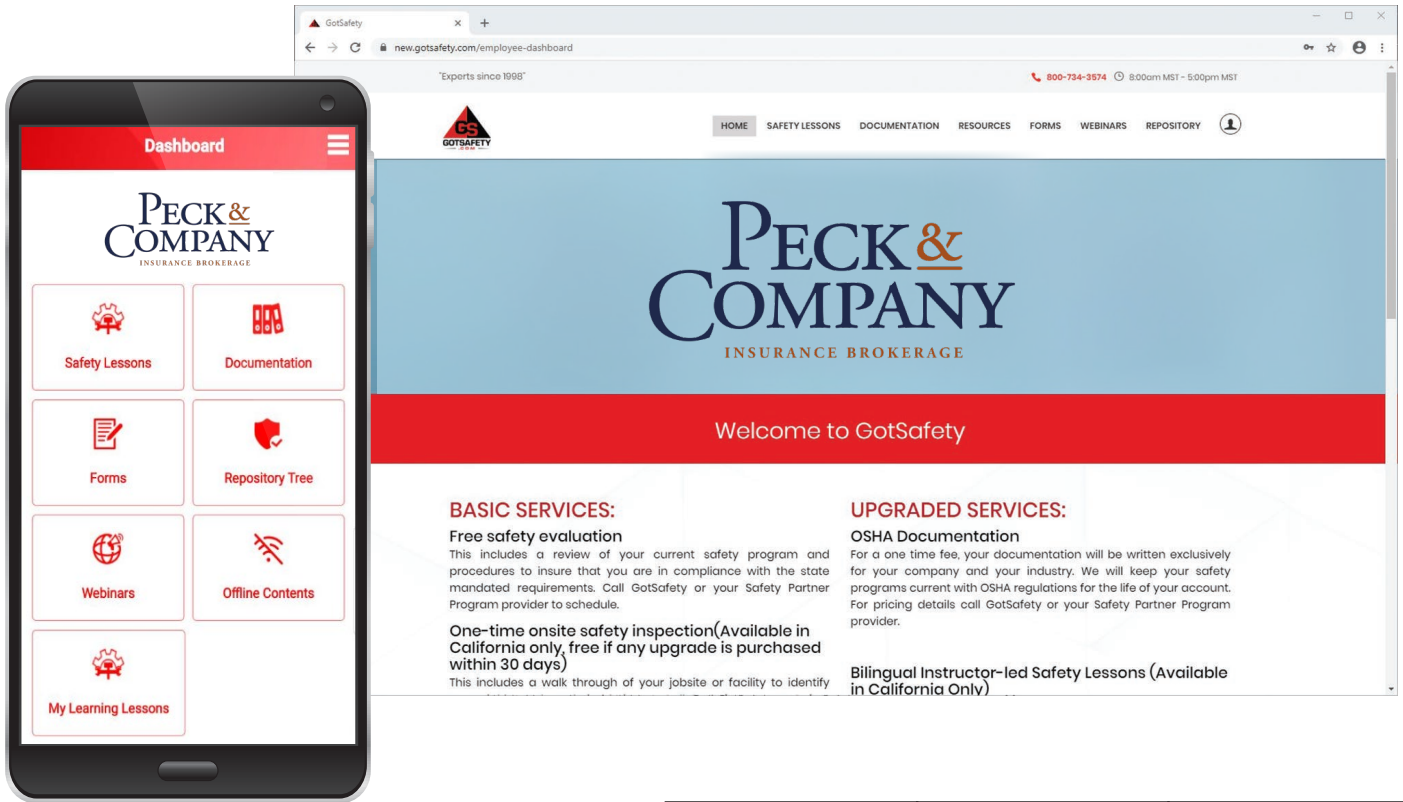 GotSafety
new.gotsafety.com/employee-dashboard
"Experts since 1998"
800-734-3574 8:00am MST - 5:00pm MST
GS
GOTSAFETY
.COM
HOME SAFETY LESSONS DOCUMENTATION RESOURCES FORMS WEBINARS REPOSITORY
PECK &
COMPANY
INSURANCE BROKERAGE
Welcome to GotSafety
BASIC SERVICES:
Free safety evaluation
This includes a review of your current safety program and
procedures to insure that you are in compliance with the state
mandated requirements. Call GotSafety or your Safety Partner
Program provider to schedule.
One-time onsite safety inspection(Available in
California only, free if any upgrade is purchased
within 30 days)
This includes a walk through of your jobsite or facility to identify
UPGRADED SERVICES:
OSHA Documentation
For a one time fee, your documentation will be written exclusively
for your company and your industry. We will keep your safety
programs current with OSHA regulations for the life of your account.
For pricing details call GotSafety or your Safety Partner Program
provider.
Bilingual Instructor-led Safety Lessons (Available
in California Only)
Dashboard
PECK &
COMPANY
INSURANCE BROKERAGE
Safety Lessons
Documentation
Forms
Repository Tree
Webinars
Offline Contents
My Learning Lessons